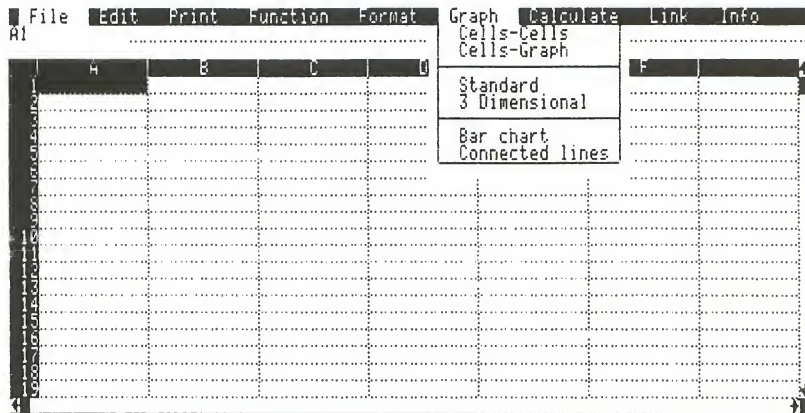 File Edit Print Function Format Graph Calculate Link Info
A1
Cells-Cells
Cells-Graph
Standard
3 Dimensional
Bar chart
Connected lines
A B C D F
1
2
3
4
5
6
7
8
9
10
11
12
13
14
15
16
17
18
19